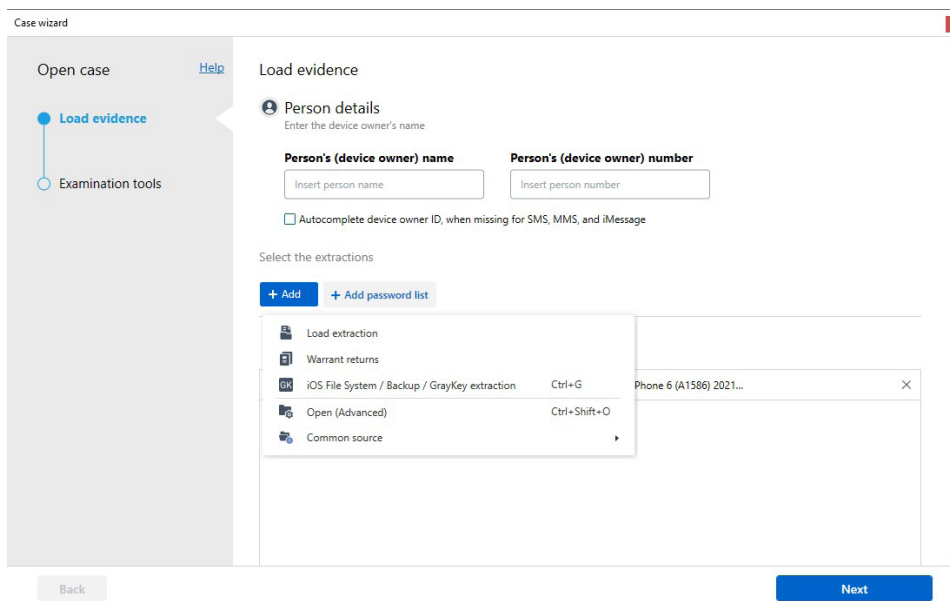 Case wizard
Open case
Help
Load evidence
Examination tools
Load evidence
Person details
Enter the device owner's name
Person's (device owner) name
Person's (device owner) number
Insert person name
Insert person number
Autocomplete device owner ID, when missing for SMS, MMS, and iMessage
Select the extractions
+ Add
+ Add password list
Load extraction
Warrant returns
GK iOS File System / Backup / GrayKey extraction Ctrl+G
Phone 6 (A1586) 2021...
Open (Advanced) Ctrl+Shift+O
Common source
Back
Next